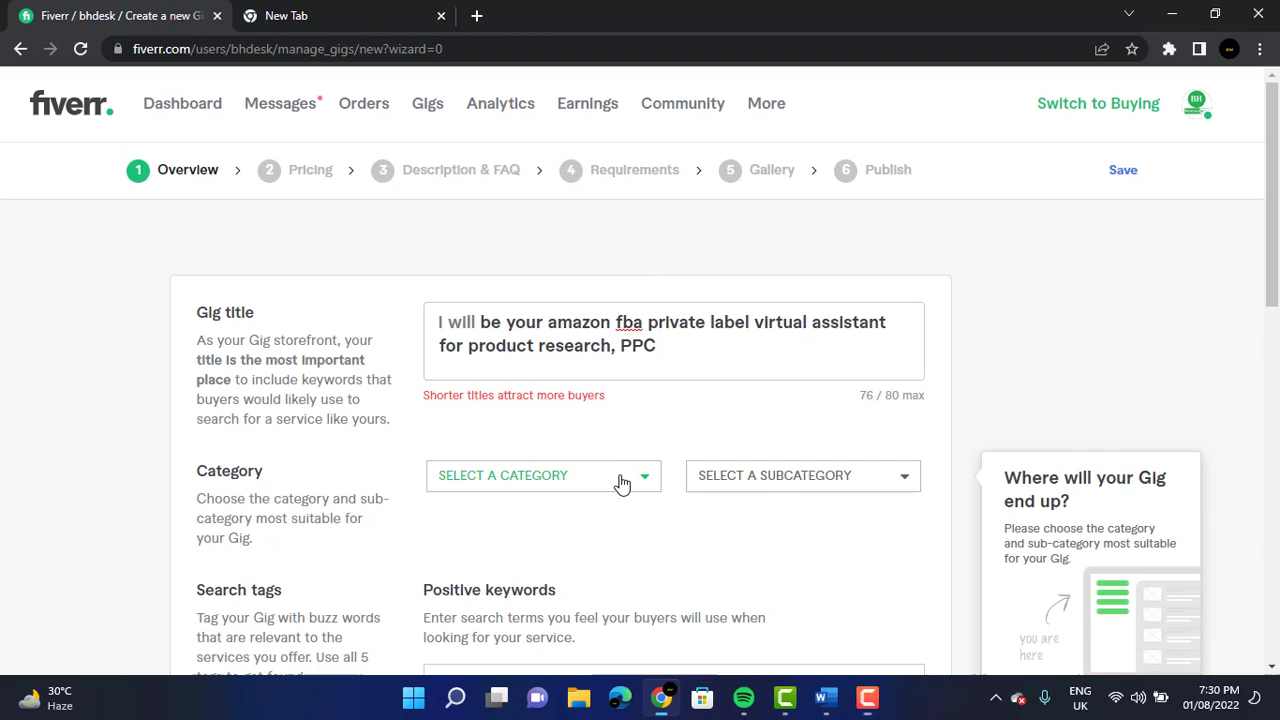 Fiverr / bhdesk / Create a new Gi
New Tab
fiverr.com/users/bhdesk/manage_gigs/new?wizard=0
fiverr.
Dashboard Messages Orders Gigs Analytics Earnings Community More
Switch to Buying
BH
1 Overview 2 Pricing 3 Description & FAQ 4 Requirements 5 Gallery 6 Publish
Save
Gig title
As your Gig storefront, your
title is the most important
place to include keywords that
buyers would likely use to
search for a service like yours.
I will be your amazon fba private label virtual assistant
for product research, PPC
Shorter titles attract more buyers
76 / 80 max
Category
Choose the category and sub-
category most suitable for
your Gig.
SELECT A CATEGORY
SELECT A SUBCATEGORY
Where will your Gig
end up?
Please choose the category
and sub-category most suitable
for your Gig.
you are
here
Search tags
Tag your Gig with buzz words
that are relevant to the
services you offer. Use all 5
tags to get found.
Positive keywords
Enter search terms you feel your buyers will use when
looking for your service.
30°C
Haze
ENG
UK
7:30 PM
01/08/2022